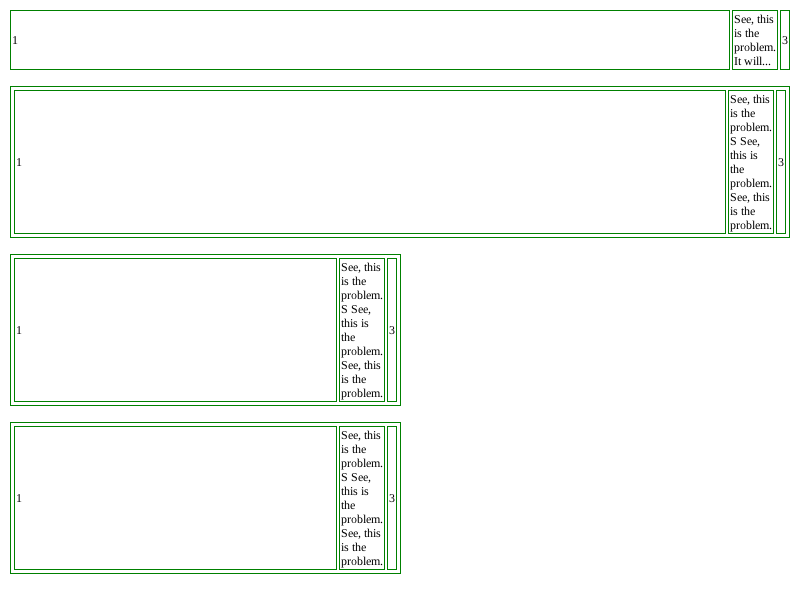 1
See, this
is the
problem.
It will...
3
1
See, this
is the
problem.
S See,
this is
the
problem.
See, this
is the
problem.
3
1
See, this
is the
problem.
S See,
this is
the
problem.
See, this
is the
problem.
3
1
See, this
is the
problem.
S See,
this is
the
problem.
See, this
is the
problem.
3